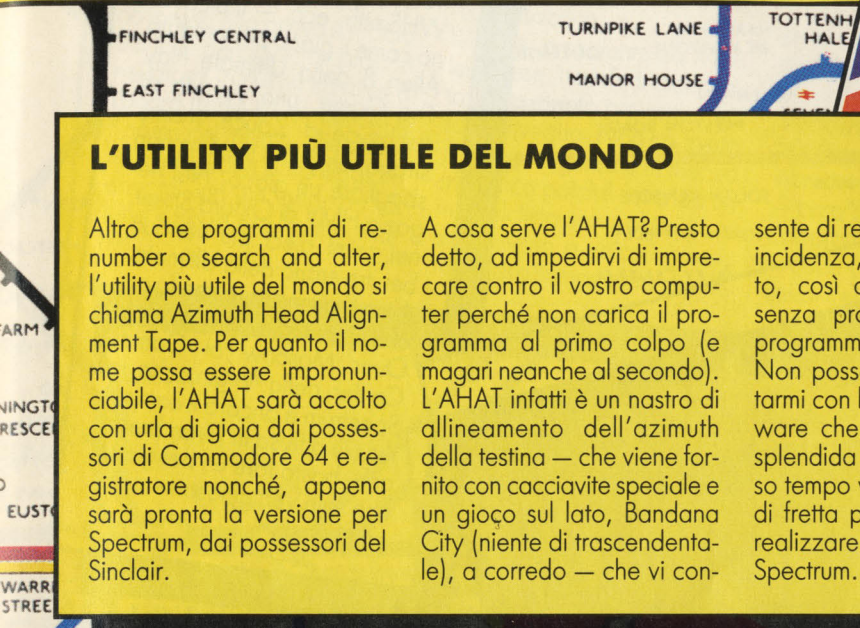 FINCHLEY CENTRAL
EAST FINCHLEY
TURNPIKE LANE
MANOR HOUSE
TOTTENH
HALE
L'UTILITY PIÙ UTILE DEL MONDO
Altro che programmi di re-
number o search and alter,
l'utility più utile del mondo si
chiama Azimuth Head Align-
ment Tape. Per quanto il no-
me possa essere impronun-
ciabile, l'AHAT sarà accolto
con urla di gioia dai posses-
sori di Commodore 64 e re-
gistratore nonché, appena
sarà pronta la versione per
Spectrum, dai possessori del
Sinclair.
A cosa serve l'AHAT? Presto
detto, ad impedirvi di impre-
care contro il vostro compu-
ter perché non carica il pro-
gramma al primo colpo (e
magari neanche al secondo).
L'AHAT infatti è un nastro di
allineamento dell'azimuth
della testina — che viene for-
nito con cacciavite speciale e
un gioço sul lato, Bandana
City (niente di trascendenta-
le), a corredo — che vi con-
sente di re
incidenza,
to, così
senza pro
programm
Non poss
tarmi con
ware che
splendida
so tempo
di fretta p
realizzare
Spectrum.
ARM
NINGTO
RESCE
EUSTO
WARR
STREE